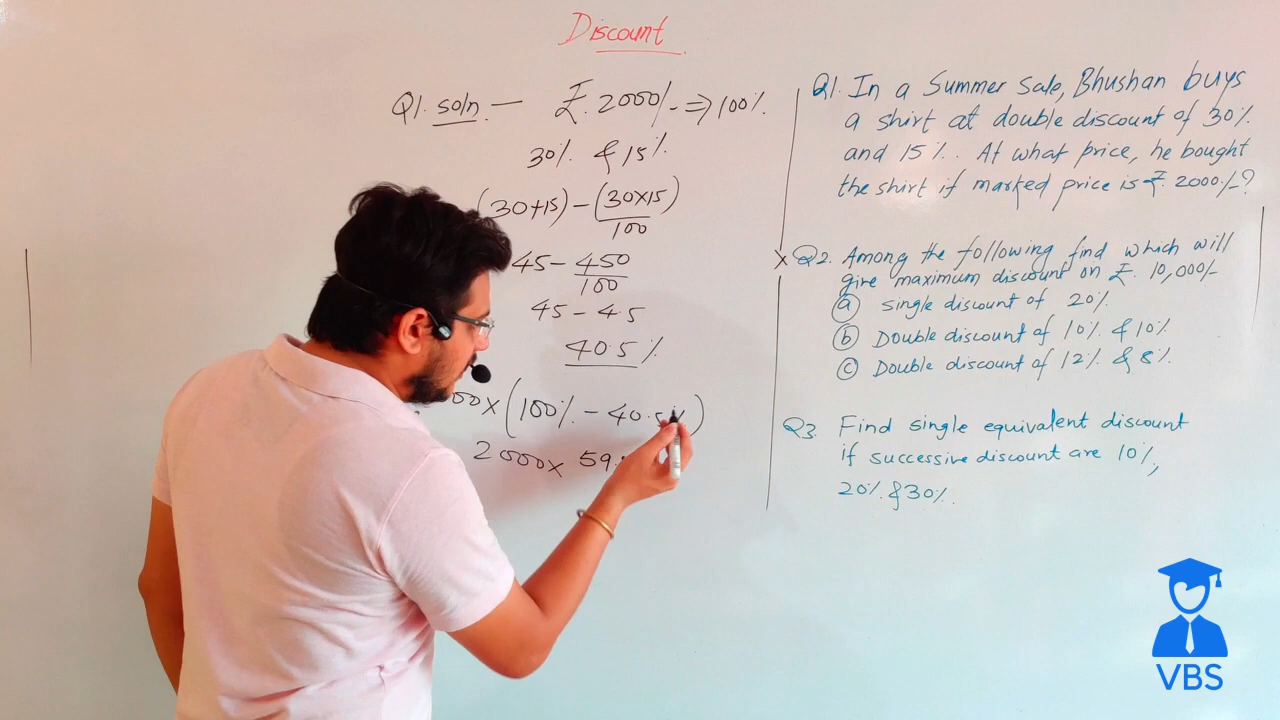 Discount
Q1. soln. — ₹. 2000/- ⇒ 100%.
30% & 15%
(30+15) - (30×15)
100
45 - 450
100
45 - 4.5
40.5%
00 × (100% - 40.5%)
2000 × 59.
Q1. In a Summer Sale, Bhushan buys
a shirt at double discount of 30%
and 15%. At what price, he bought
the shirt if marked price is ₹. 2000/-?
× Q2. Among the following find which will
give maximum discount on ₹. 10,000/-
(a) single discount of 20%
(b) Double discount of 10% & 10%
(c) Double discount of 12% & 8%.
Q3. Find single equivalent discount
if successive discount are 10%,
20% & 30%.
VBS